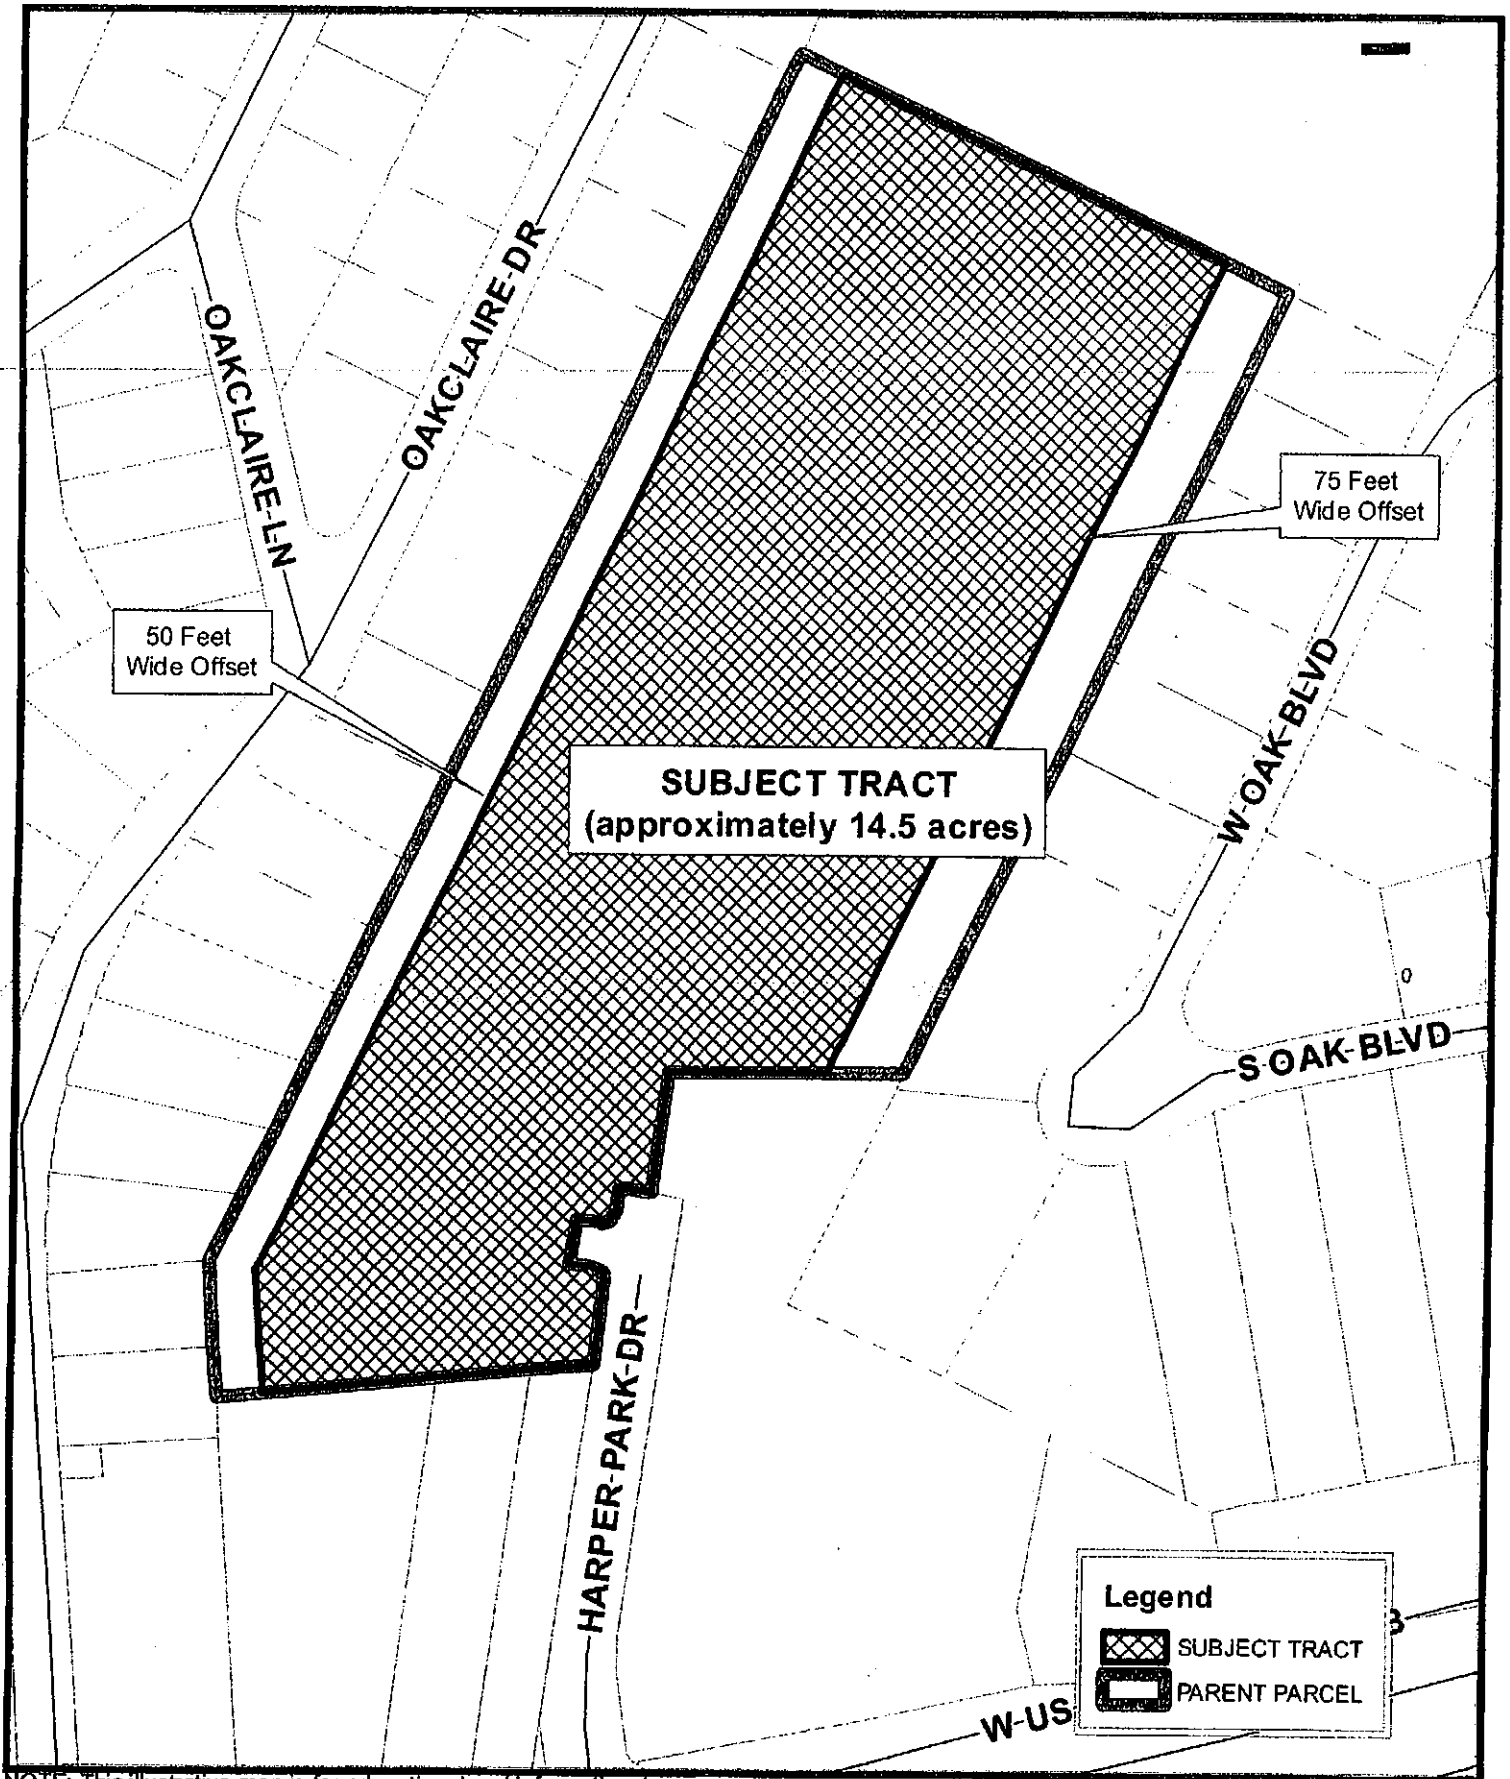 OAKCLAIRE-LN
OAKCLAIRE-DR
75 Feet
Wide Offset
50 Feet
Wide Offset
SUBJECT TRACT
(approximately 14.5 acres)
W-OAK-BLVD
S-OAK-BLVD
HARPER-PARK-DR
Legend
SUBJECT TRACT
PARENT PARCEL
W-US